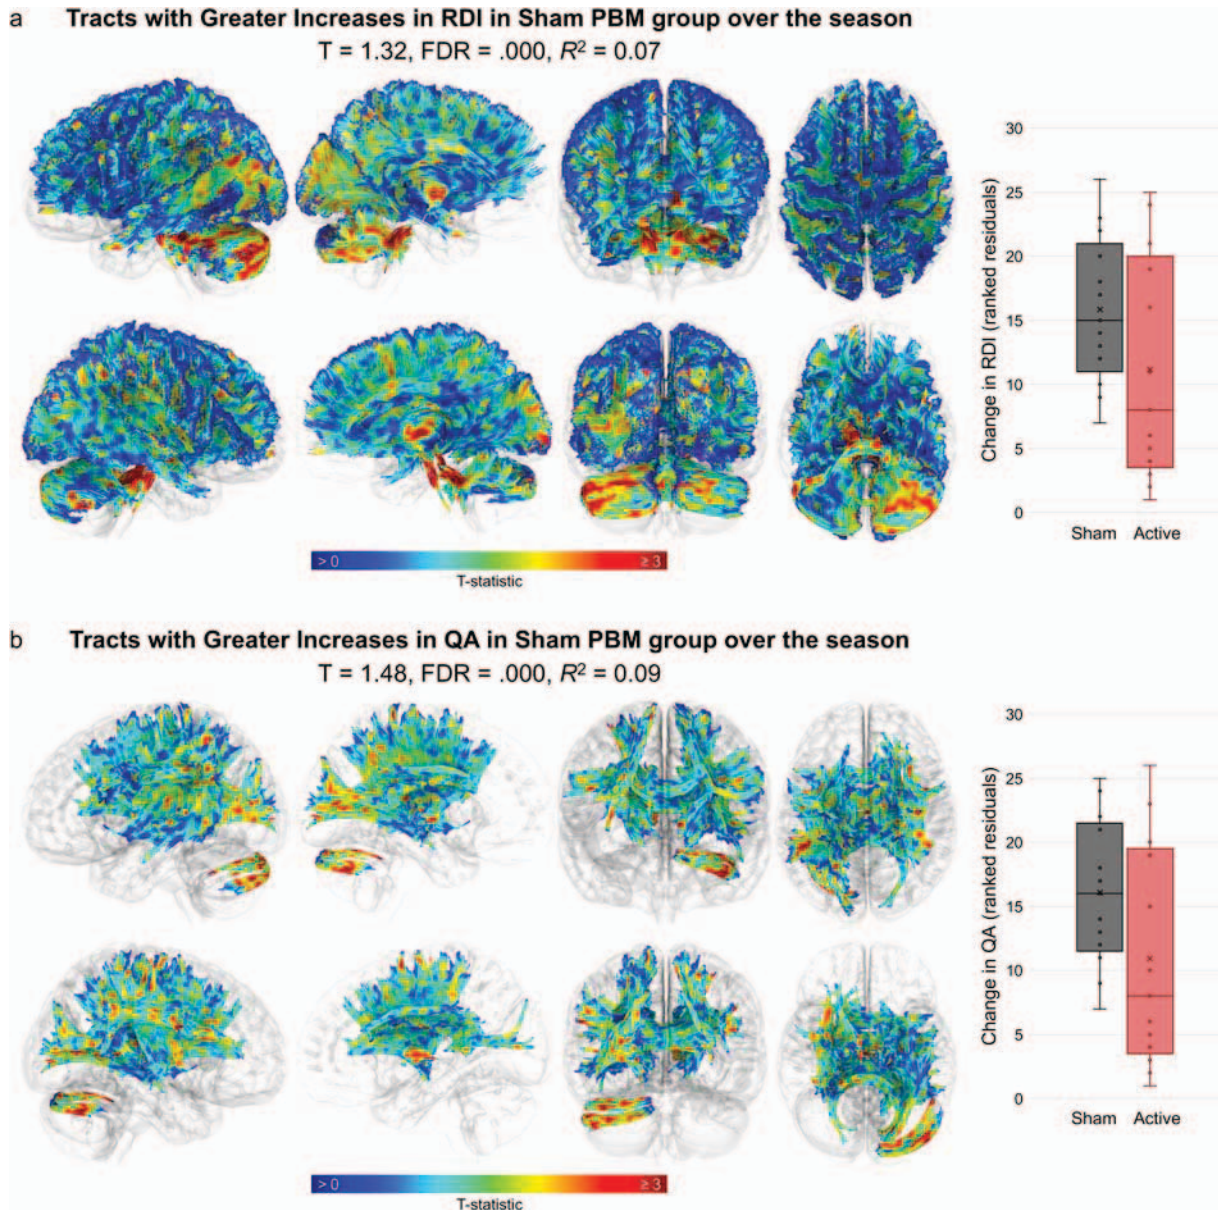 a Tracts with Greater Increases in RDI in Sham PBM group over the season
T = 1.32, FDR = .000, R² = 0.07
30
25
20
15
10
5
0
Change in RDI (ranked residuals)
Sham Active
> 0 ≥ 3
T-statistic
b Tracts with Greater Increases in QA in Sham PBM group over the season
T = 1.48, FDR = .000, R² = 0.09
30
25
20
15
10
5
0
Change in QA (ranked residuals)
Sham Active
> 0 ≥ 3
T-statistic